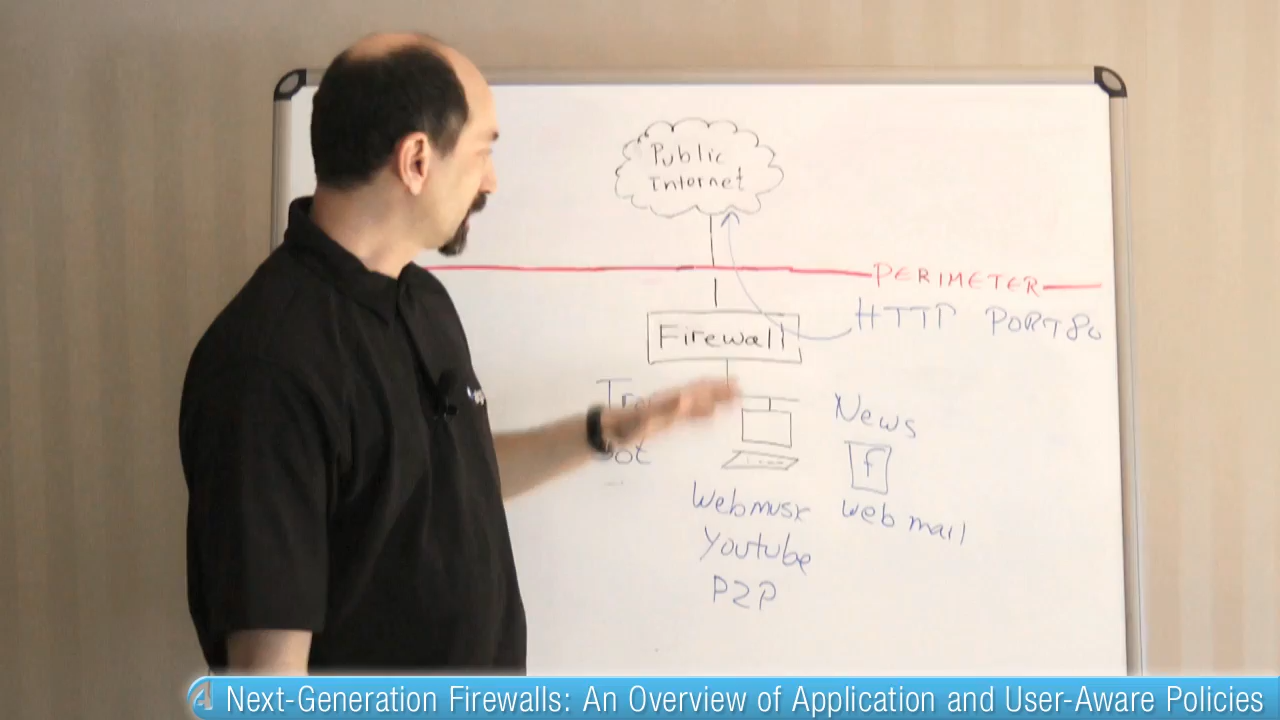 Public
Internet
PERIMETER
HTTP PORT80
Firewall
News
f
Webmusic
Web mail
Youtube
P2P
Next-Generation Firewalls: An Overview of Application and User-Aware Policies